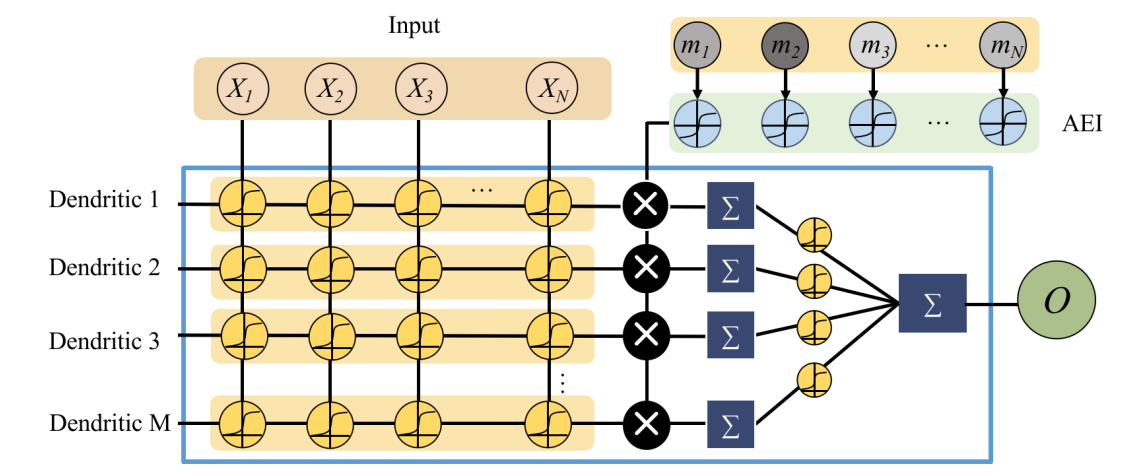 Input
m1 m2 m3 ... mN
X1 X2 X3 XN
... AEI
Dendritic 1 ... × Σ
Dendritic 2 × Σ
Σ O
Dendritic 3 × Σ
⋮
Dendritic M × Σ